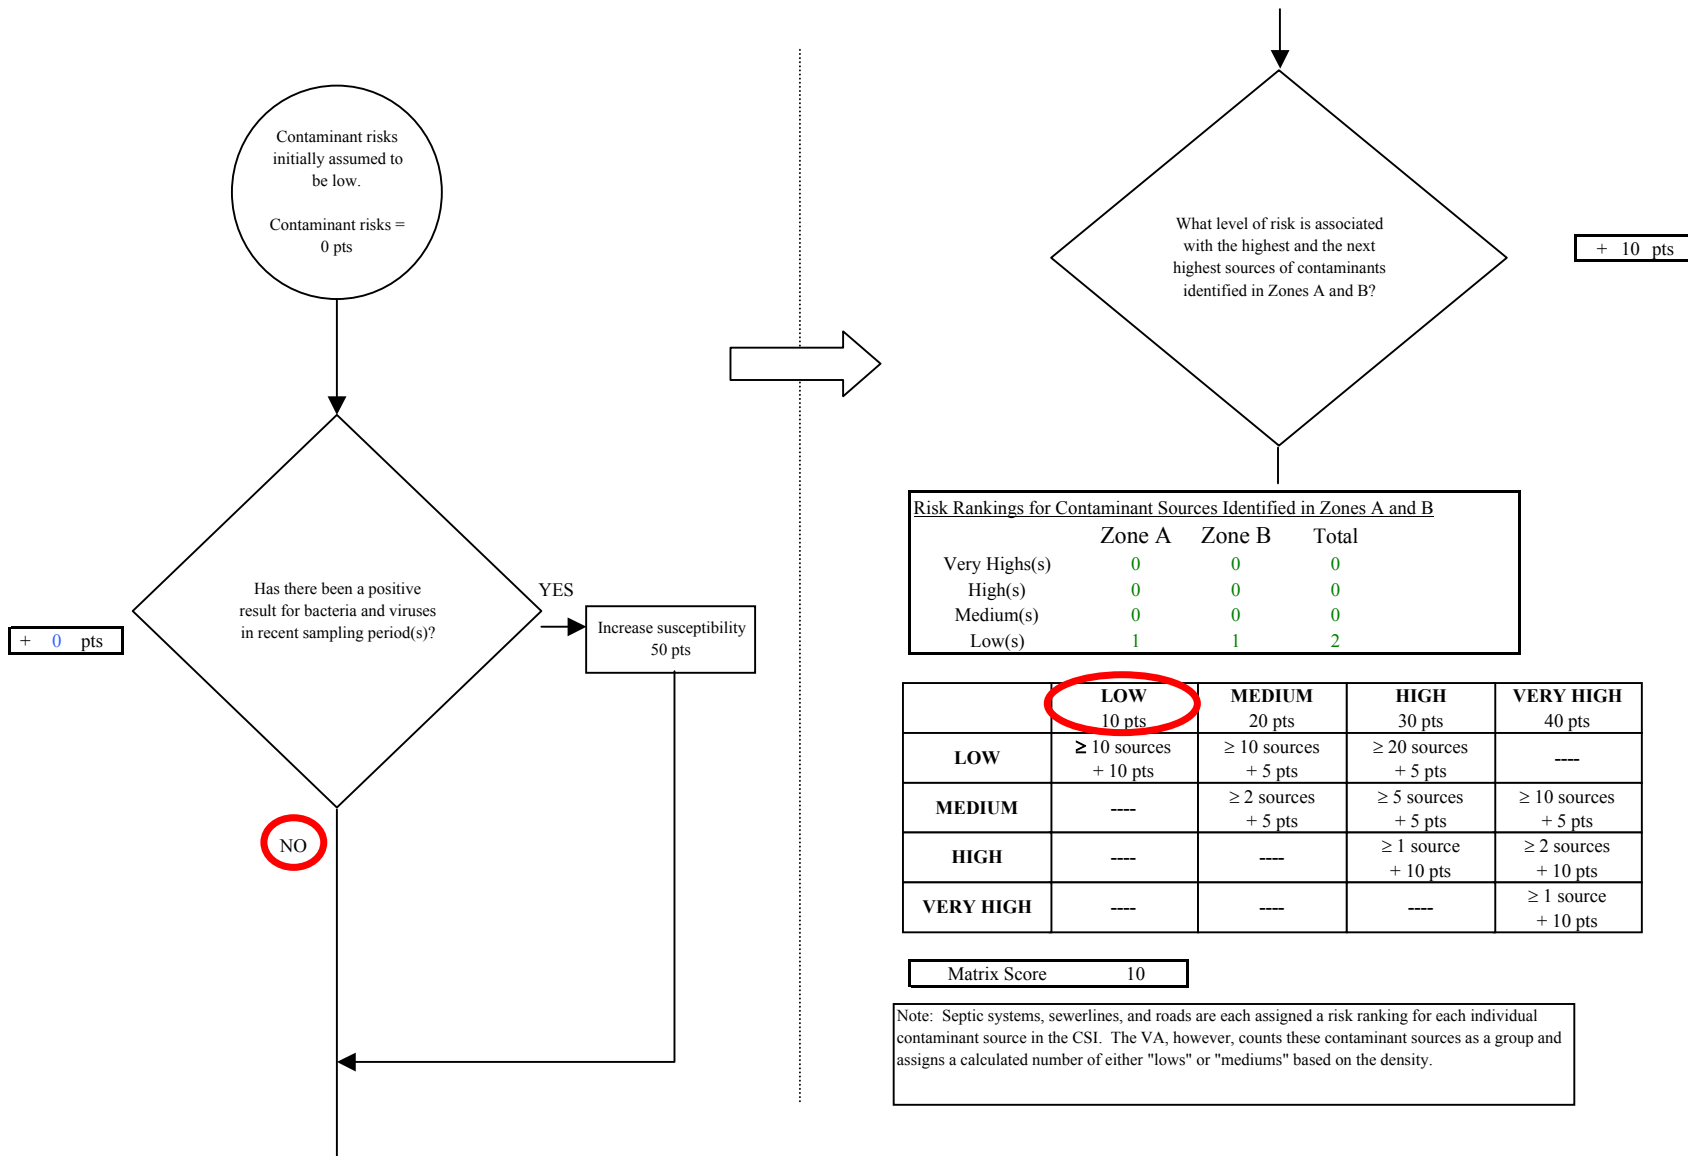 Contaminant risks
initially assumed to
be low.
Contaminant risks =
0 pts
Has there been a positive
result for bacteria and viruses
in recent sampling period(s)?
+ 0 pts
YES
Increase susceptibility
50 pts
NO
What level of risk is associated
with the highest and the next
highest sources of contaminants
identified in Zones A and B?
+ 10 pts
Risk Rankings for Contaminant Sources Identified in Zones A and B
Zone A Zone B Total
Very Highs(s) 0 0 0
High(s) 0 0 0
Medium(s) 0 0 0
Low(s) 1 1 2
LOW MEDIUM HIGH VERY HIGH
10 pts 20 pts 30 pts 40 pts
LOW ≥ 10 sources ≥ 10 sources ≥ 20 sources ----
+ 10 pts + 5 pts + 5 pts
MEDIUM ---- ≥ 2 sources ≥ 5 sources ≥ 10 sources
+ 5 pts + 5 pts + 5 pts
HIGH ---- ---- ≥ 1 source ≥ 2 sources
+ 10 pts + 10 pts
VERY HIGH ---- ---- ---- ≥ 1 source
+ 10 pts
Matrix Score 10
Note: Septic systems, sewerlines, and roads are each assigned a risk ranking for each individual
contaminant source in the CSI. The VA, however, counts these contaminant sources as a group and
assigns a calculated number of either "lows" or "mediums" based on the density.